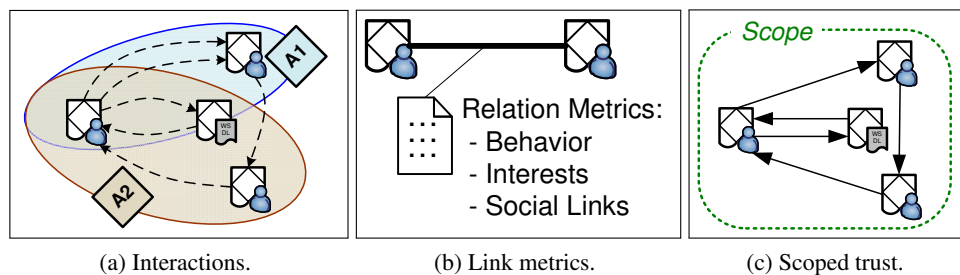 A1
WS
DL
A2
(a) Interactions.
Relation Metrics:
- Behavior
- Interests
- Social Links
(b) Link metrics.
Scope
WS
DL
(c) Scoped trust.